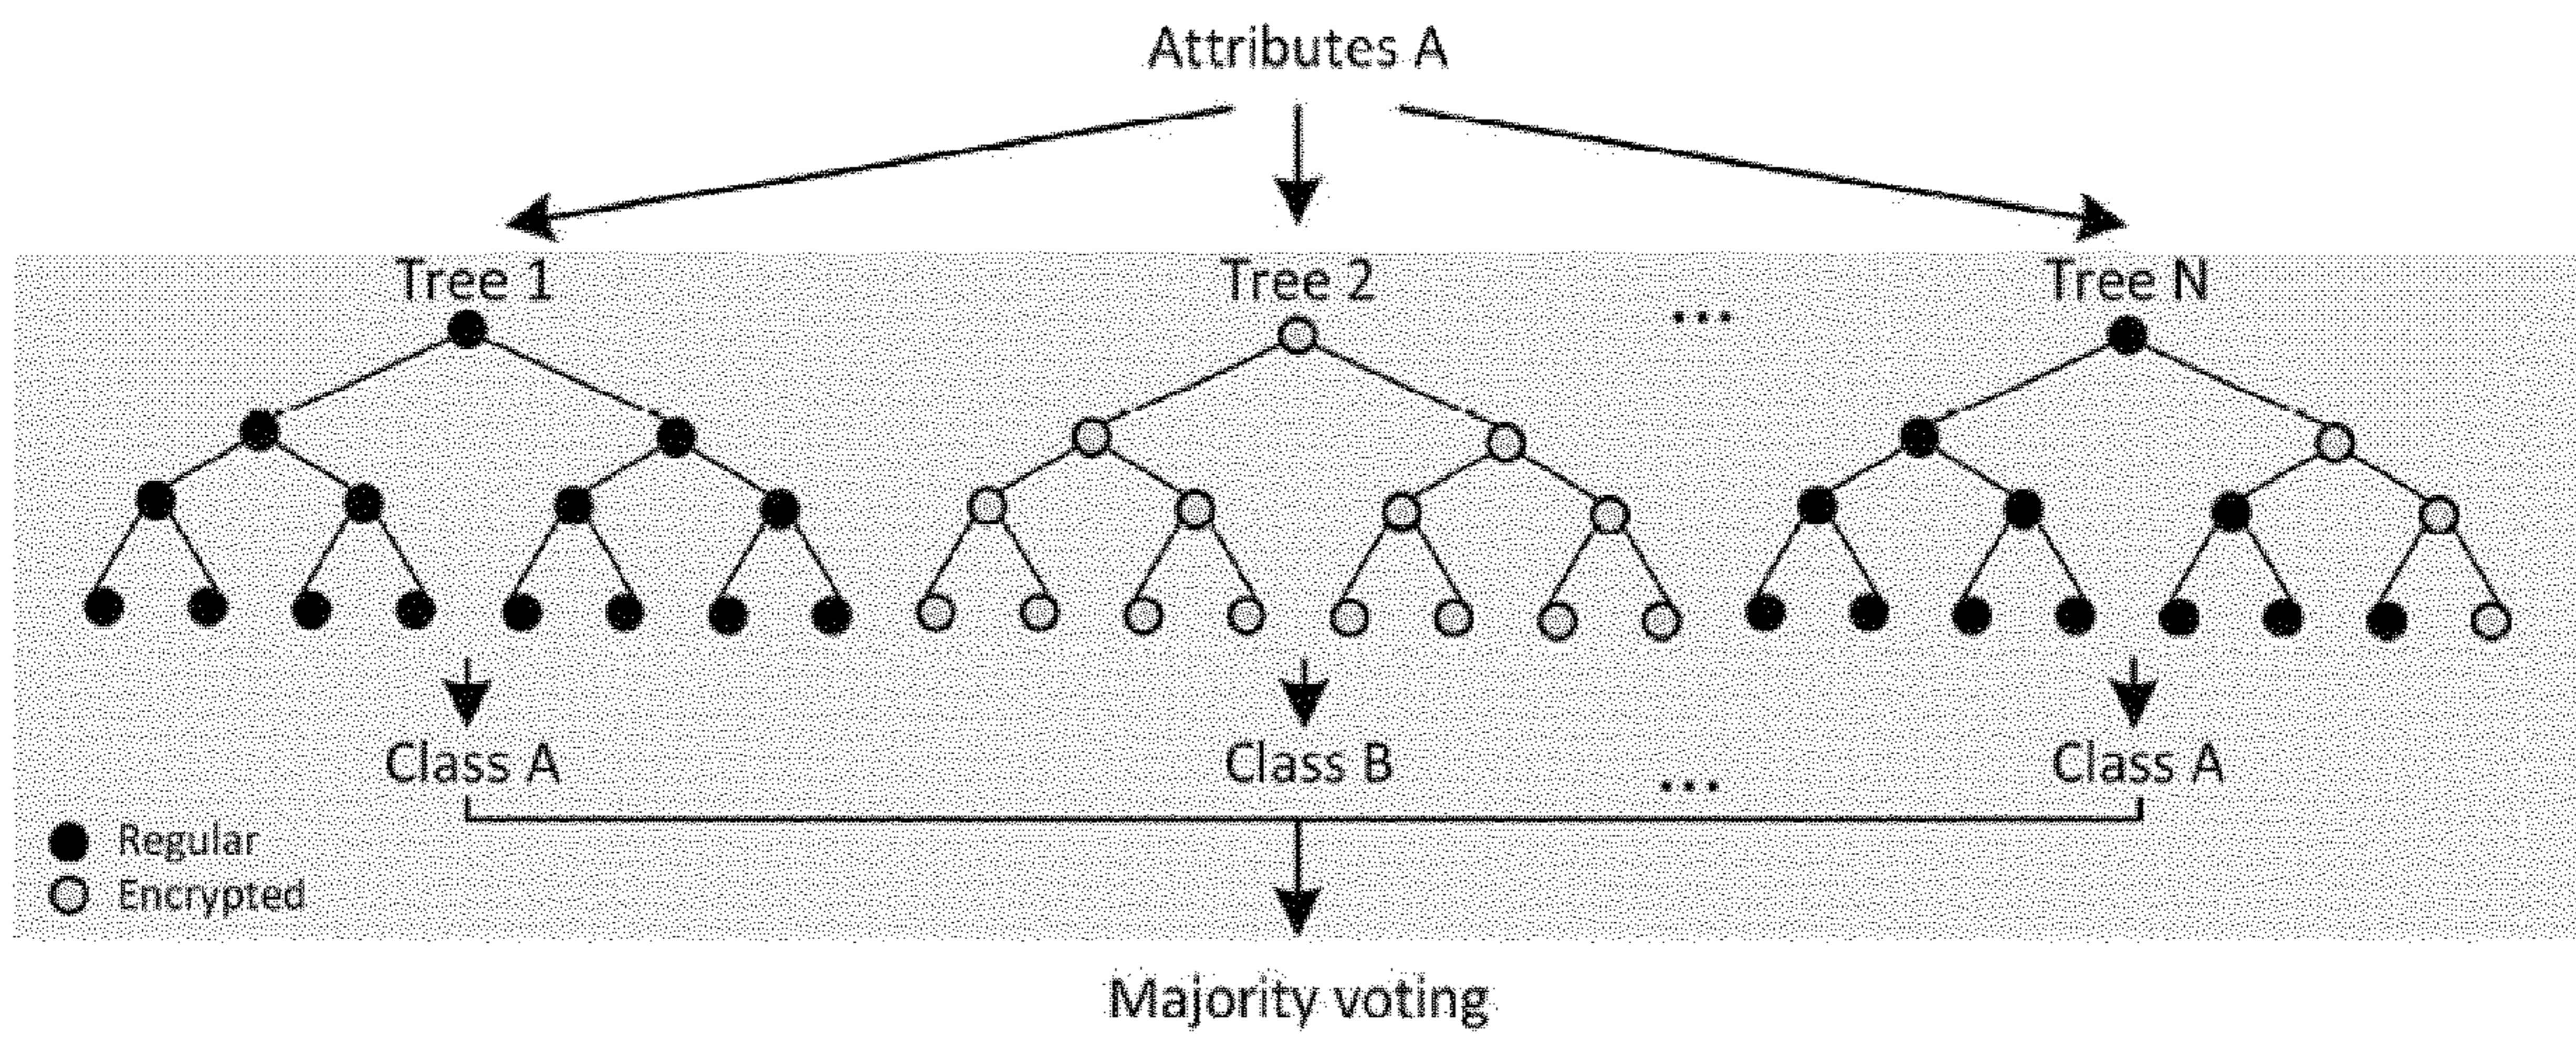 Attributes A
Tree 1
Tree 2
...
Tree N
Class A
Class B
...
Class A
Regular
Encrypted
Majority voting